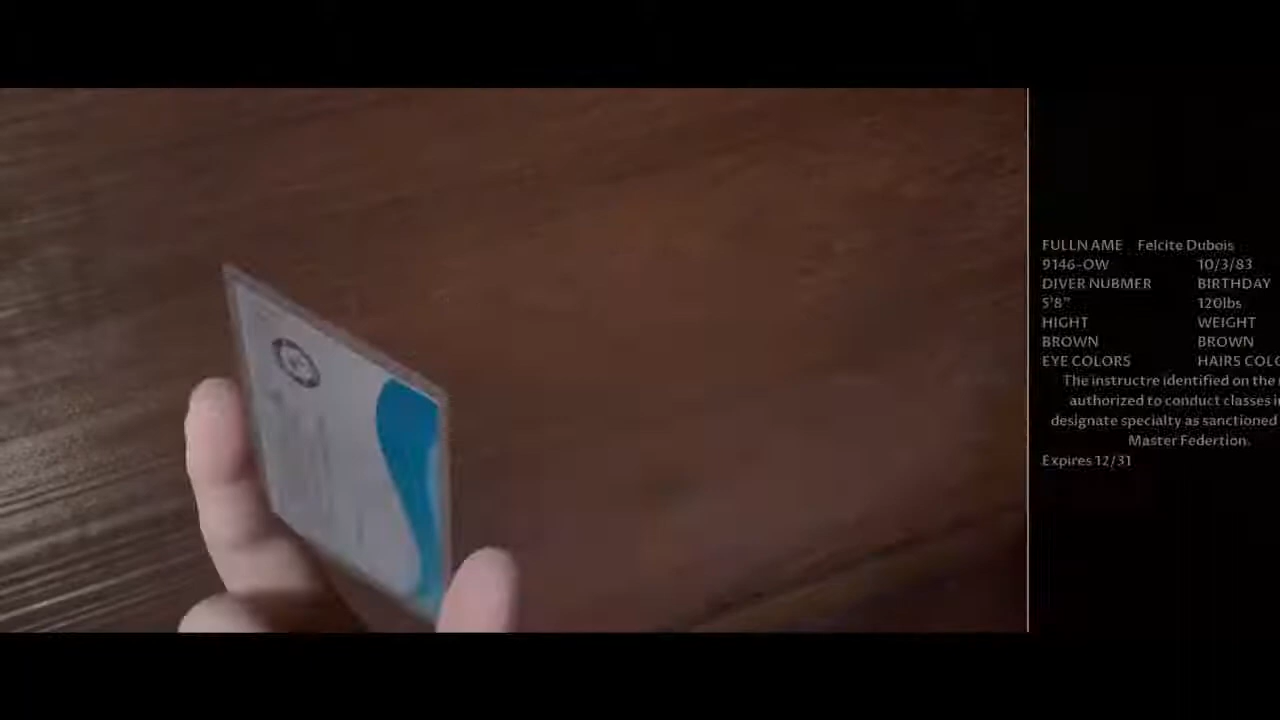 FULLNAME Felcite Dubois
9146-OW 10/3/83
DIVER NUBMER BIRTHDAY
5'8" 120lbs
HIGHT WEIGHT
BROWN BROWN
EYE COLORS HAIRS COLO
The instructre identified on the
authorized to conduct classes i
designate specialty as sanctioned
Master Federtion.
Expires 12/31